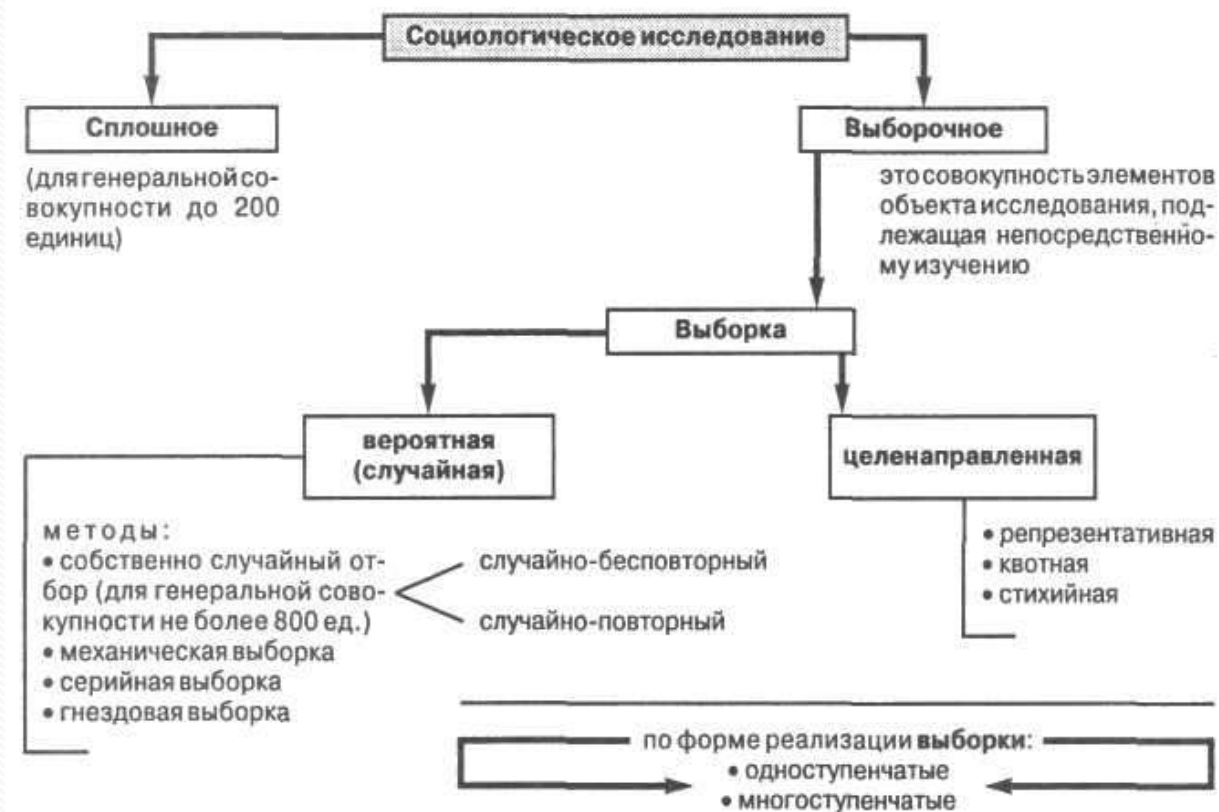 Социологическое исследование
Сплошное
(для генеральной со-
вокупности до 200
единиц)
Выборочное
это совокупность элементов
объекта исследования, под-
лежащая непосредственно-
му изучению
Выборка
вероятная
(случайная)
целенаправленная
методы:
• собственно случайный от-
бор (для генеральной сово-
купности не более 800 ед.)
• механическая выборка
• серийная выборка
• гнездовая выборка
случайно-бесповторный
случайно-повторный
• репрезентативная
• квотная
• стихийная
по форме реализации выборки:
• одноступенчатые
• многоступенчатые